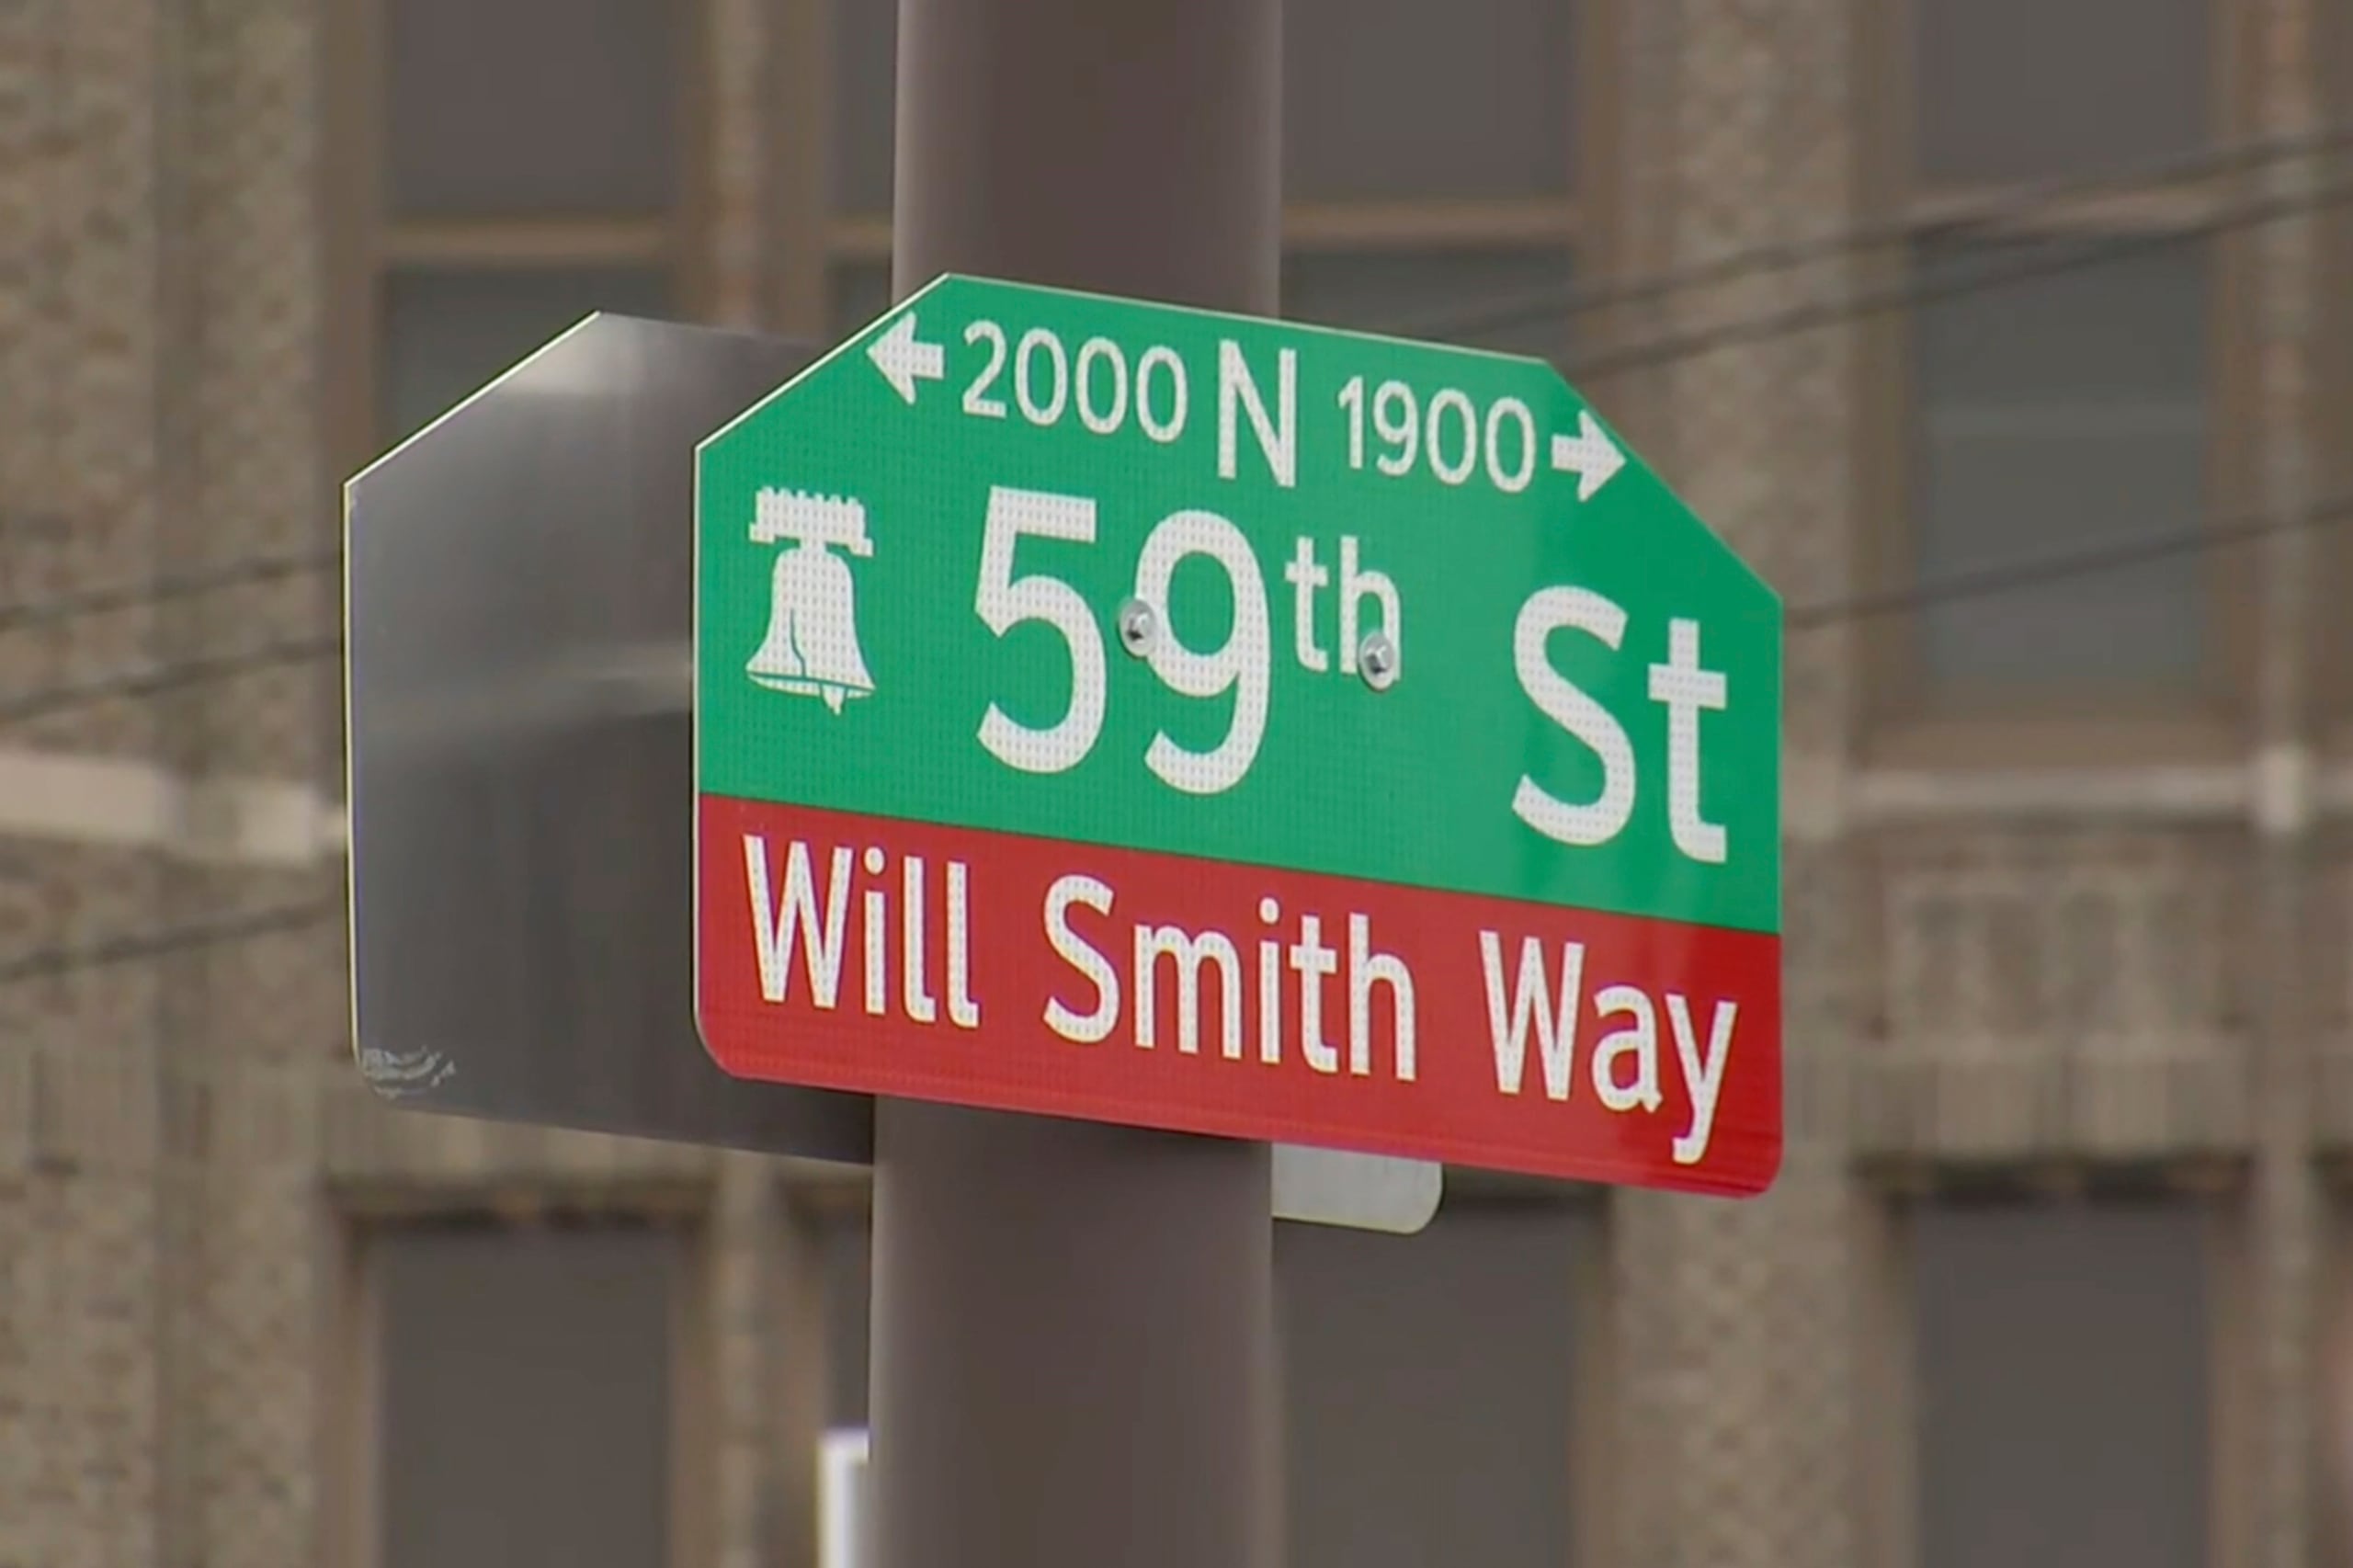 ← 2000 N 1900 →
59th St
Will Smith Way